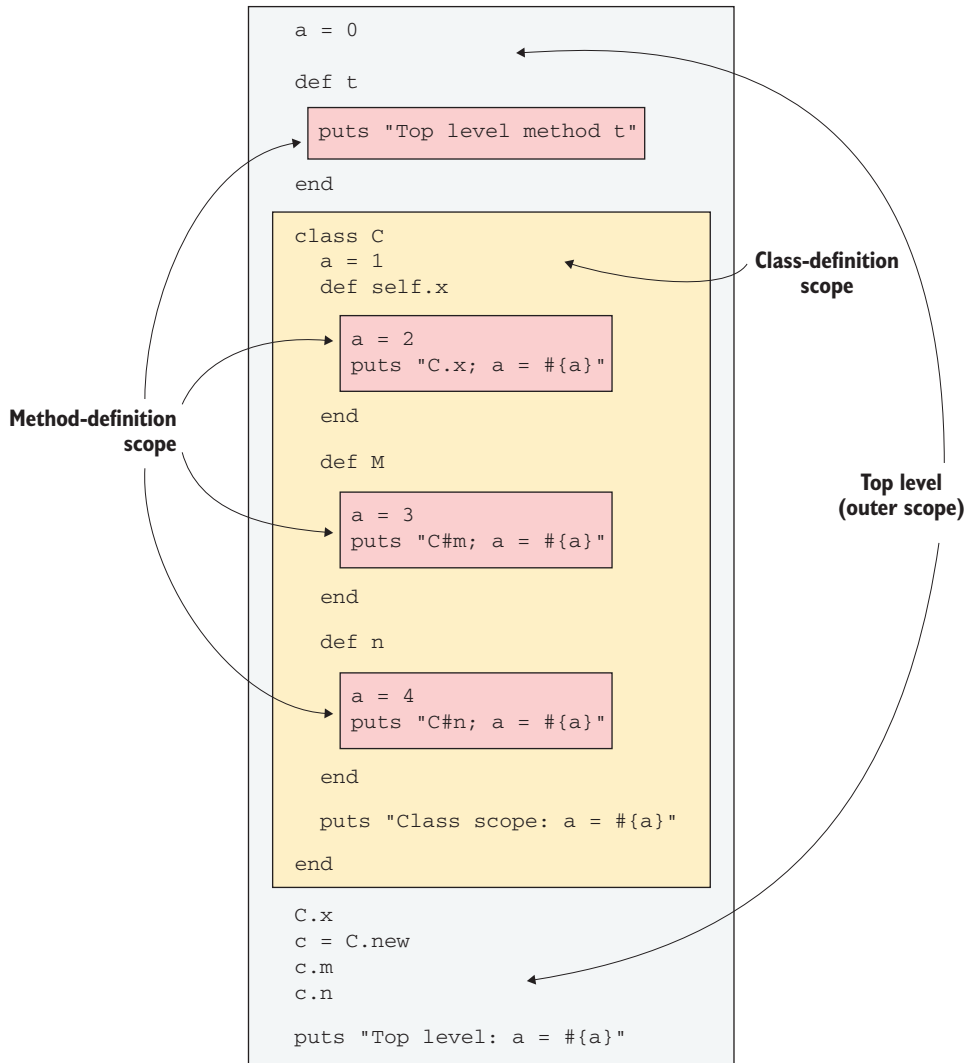 a = 0
def t
puts "Top level method t"
end
class C
a = 1
def self.x
a = 2
puts "C.x; a = #{a}"
end
def M
a = 3
puts "C#m; a = #{a}"
end
def n
a = 4
puts "C#n; a = #{a}"
end
puts "Class scope: a = #{a}"
end
C.x
c = C.new
c.m
c.n
puts "Top level: a = #{a}"
Method-definition
scope
Class-definition
scope
Top level
(outer scope)